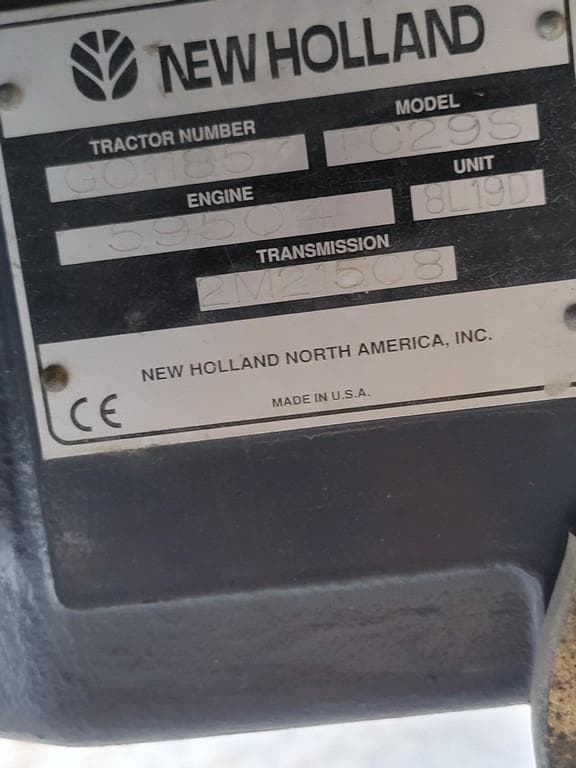 NEW HOLLAND
TRACTOR NUMBER MODEL
G011857 TC29S
ENGINE UNIT
59504 8L19D
TRANSMISSION
2M21508
NEW HOLLAND NORTH AMERICA, INC.
CE MADE IN U.S.A.